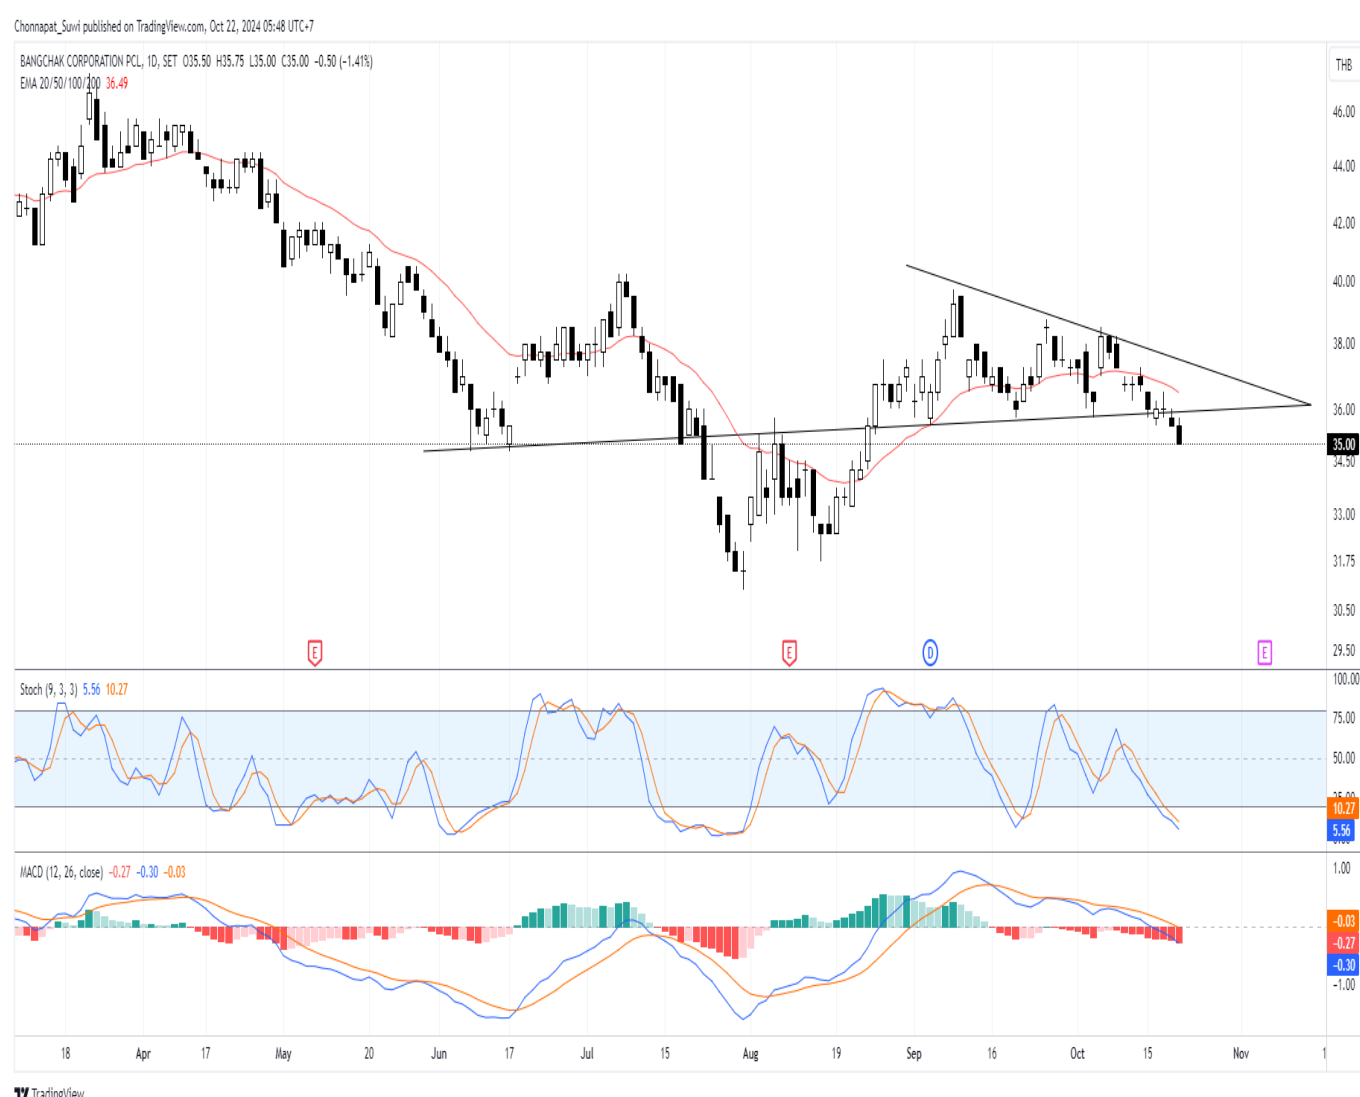 Chonnapat_Suwi published on TradingView.com, Oct 22, 2024 05:48 UTC+7
BANGCHAK CORPORATION PCL, 1D, SET O35.50 H35.75 L35.00 C35.00 −0.50 (−1.41%)
THB
EMA 20/50/100/200 36.49
46.00
44.00
42.00
40.00
38.00
36.00
35.00
34.50
33.00
31.75
30.50
29.50
E
E
D
E
Stoch (9, 3, 3) 5.56 10.27
100.00
75.00
50.00
25.00
10.27
5.56
0.00
MACD (12, 26, close) −0.27 −0.30 −0.03
1.00
−0.03
−0.27
−0.30
−1.00
18 Apr 17 May 20 Jun 17 Jul 15 Aug 19 Sep 16 Oct 15 Nov 1
TradingView